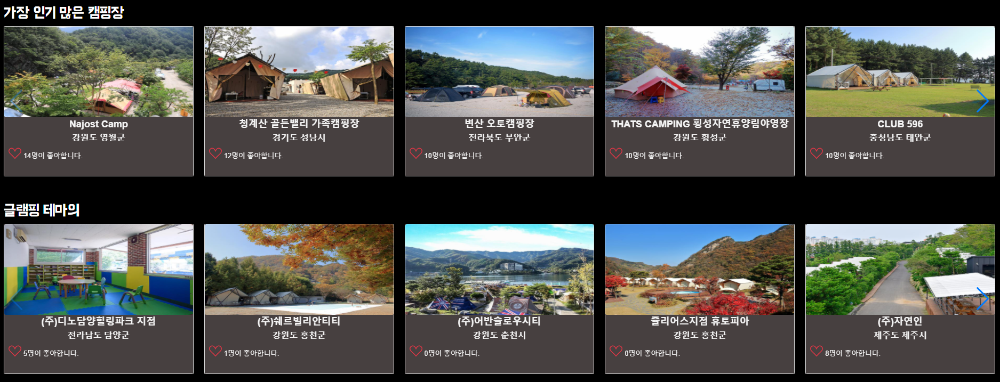 가장 인기 많은 캠핑장
Najost Camp
강원도 영월군
14명이 좋아합니다.
청계산 골든밸리 가족캠핑장
경기도 성남시
12명이 좋아합니다.
변산 오토캠핑장
전라북도 부안군
10명이 좋아합니다.
THATS CAMPING 횡성자연휴양림야영장
강원도 횡성군
10명이 좋아합니다.
CLUB 596
충청남도 태안군
10명이 좋아합니다.
글램핑 테마의
(주)디노담양힐링파크 지점
전라남도 담양군
5명이 좋아합니다.
(주)쉐르빌리안티티
강원도 홍천군
1명이 좋아합니다.
(주)어반슬로우시티
강원도 춘천시
0명이 좋아합니다.
쥴리어스지점 휴토피아
강원도 홍천군
0명이 좋아합니다.
(주)자연인
제주도 제주시
8명이 좋아합니다.